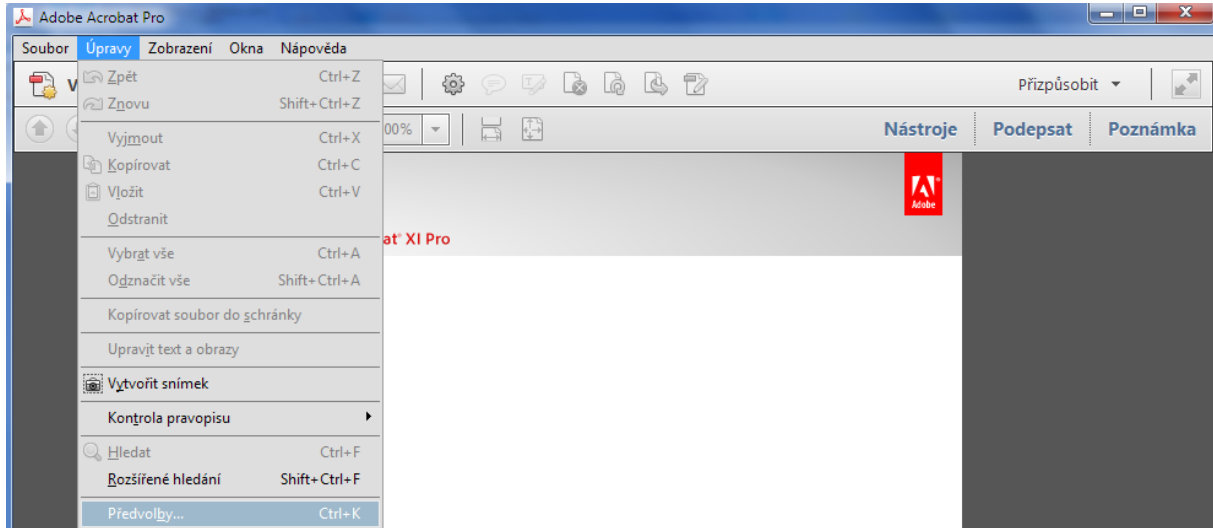 Adobe Acrobat Pro
Soubor Úpravy Zobrazení Okna Nápověda
Zpět Ctrl+Z
Znovu Shift+Ctrl+Z
Přizpůsobit
Vyjmout Ctrl+X
00%
Nástroje Podepsat Poznámka
Kopírovat Ctrl+C
Vložit Ctrl+V
Odstranit
Adobe
at® XI Pro
Vybrat vše Ctrl+A
Odznačit vše Shift+Ctrl+A
Kopírovat soubor do schránky
Upravit text a obrazy
Vytvořit snímek
Kontrola pravopisu
Hledat Ctrl+F
Rozšířené hledání Shift+Ctrl+F
Předvolby... Ctrl+K